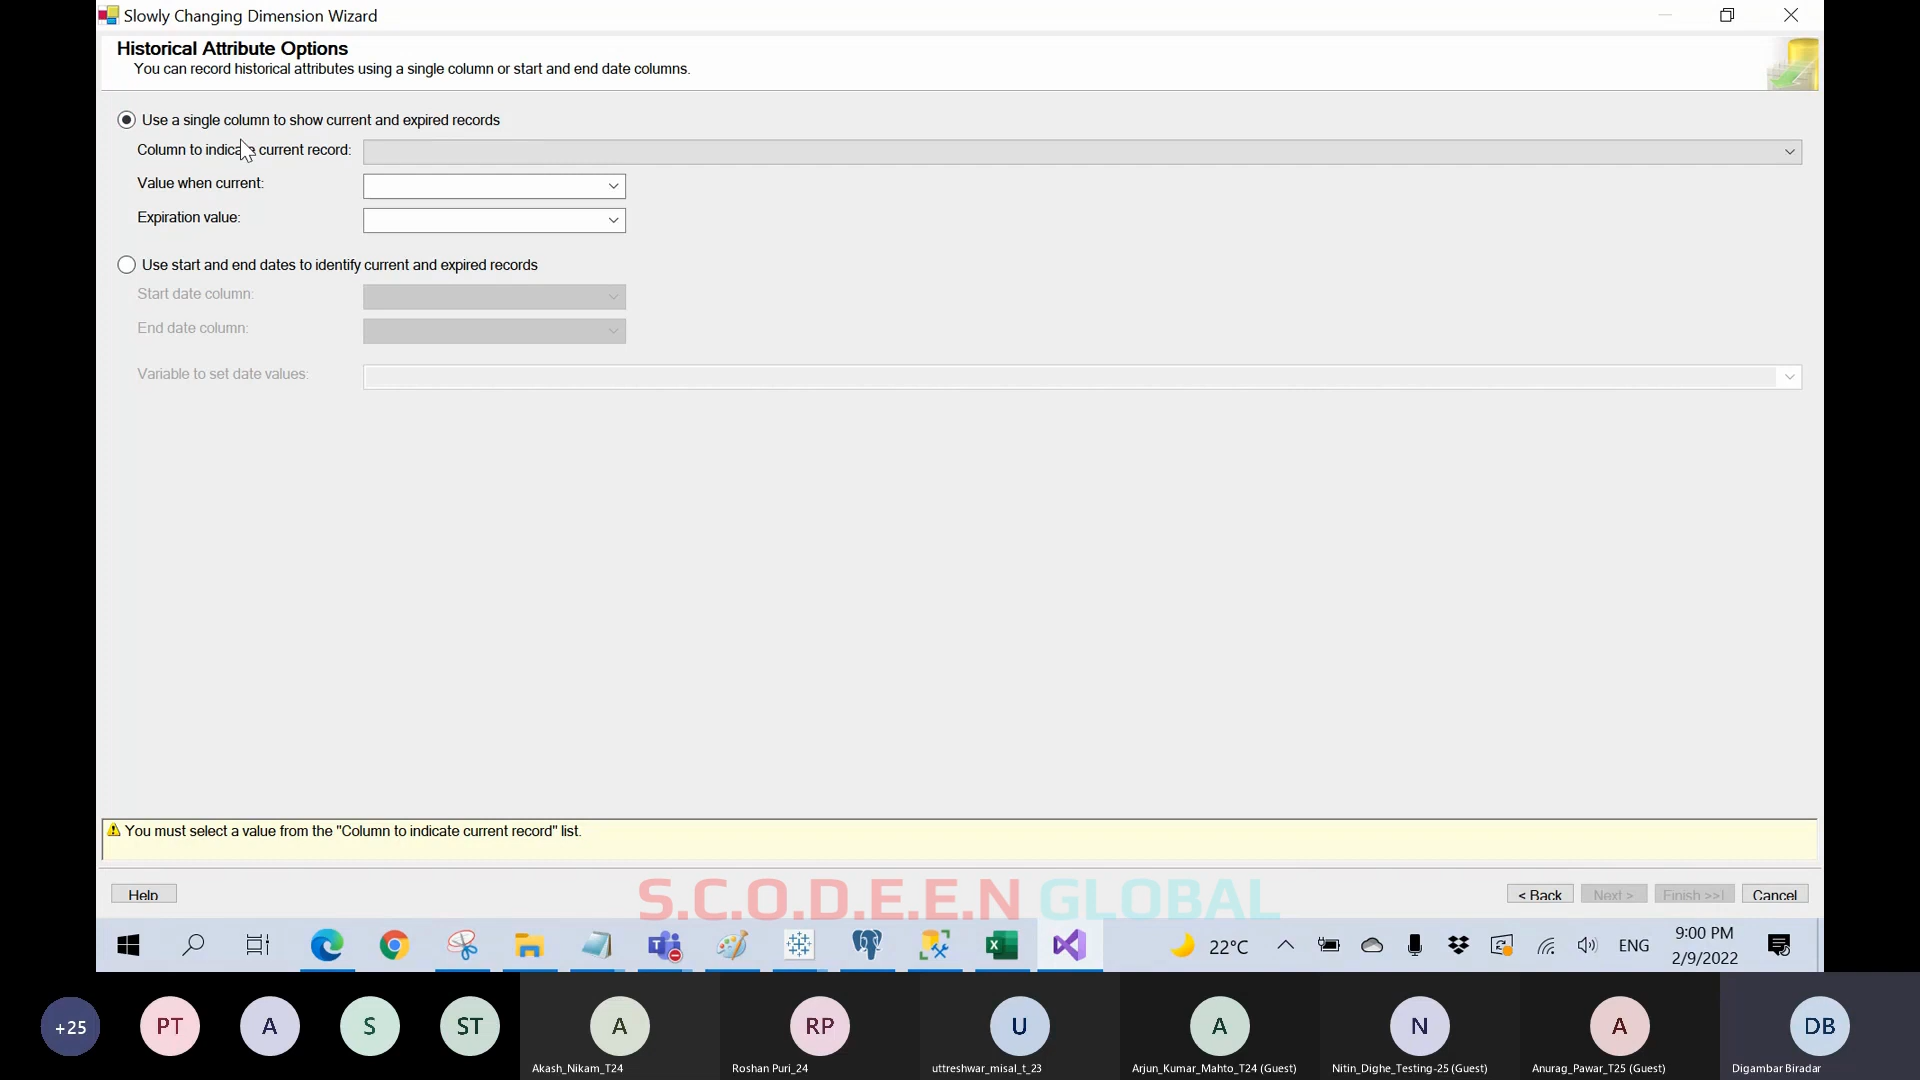 Slowly Changing Dimension Wizard
Historical Attribute Options
You can record historical attributes using a single column or start and end date columns.
Use a single column to show current and expired records
Column to indicate current record:
Value when current:
Expiration value:
Use start and end dates to identify current and expired records
Start date column:
End date column:
Variable to set date values:
You must select a value from the "Column to indicate current record" list.
Help
< Back
Next >
Finish >>|
Cancel
S.C.O.D.E.E.N GLOBAL
22°C
ENG
9:00 PM
2/9/2022
+25
PT
A
S
ST
A
RP
U
A
N
A
DB
Akash_Nikam_T24
Roshan Puri_24
uttreshwar_misal_t_23
Arjun_Kumar_Mahto_T24 (Guest)
Nitin_Dighe_Testing-25 (Guest)
Anurag_Pawar_T25 (Guest)
Digambar Biradar